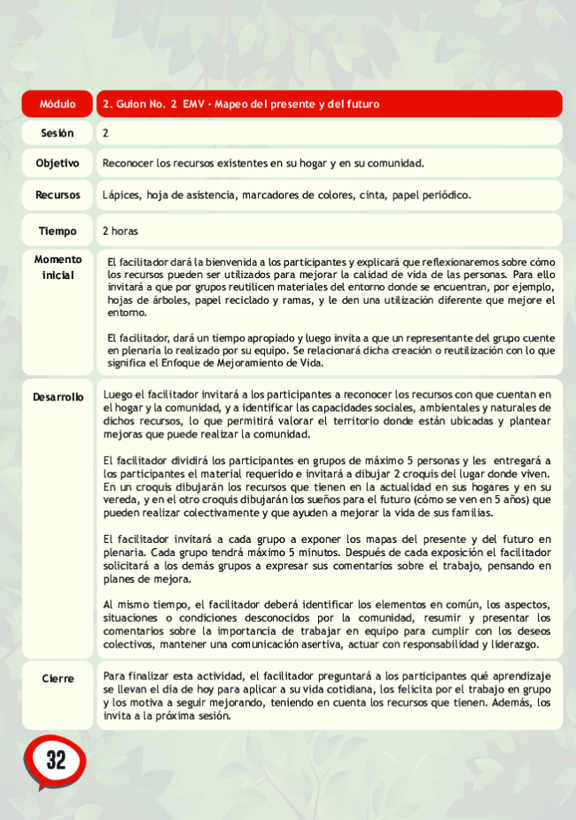 Módulo
2. Guion No. 2 EMV - Mapeo del presente y del futuro
Sesión
2
Objetivo
Reconocer los recursos existentes en su hogar y en su comunidad.
Recursos
Lápices, hoja de asistencia, marcadores de colores, cinta, papel periódico.
Tiempo
2 horas
Momento
inicial
El facilitador dará la bienvenida a los participantes y explicará que reflexionaremos sobre cómo
los recursos pueden ser utilizados para mejorar la calidad de vida de las personas. Para ello
invitará a que por grupos reutilicen materiales del entorno donde se encuentran, por ejemplo,
hojas de árboles, papel reciclado y ramas, y le den una utilización diferente que mejore el
entorno.
El facilitador, dará un tiempo apropiado y luego invita a que un representante del grupo cuente
en plenaria lo realizado por su equipo. Se relacionará dicha creación o reutilización con lo que
significa el Enfoque de Mejoramiento de Vida.
Desarrollo
Luego el facilitador invitará a los participantes a reconocer los recursos con que cuentan en
el hogar y la comunidad, y a identificar las capacidades sociales, ambientales y naturales de
dichos recursos, lo que permitirá valorar el territorio donde están ubicadas y plantear
mejoras que puede realizar la comunidad.
El facilitador dividirá los participantes en grupos de máximo 5 personas y les entregará a
los participantes el material requerido e invitará a dibujar 2 croquis del lugar donde viven.
En un croquis dibujarán los recursos que tienen en la actualidad en sus hogares y en su
vereda, y en el otro croquis dibujarán los sueños para el futuro (cómo se ven en 5 años) que
pueden realizar colectivamente y que ayuden a mejorar la vida de sus familias.
El facilitador invitará a cada grupo a exponer los mapas del presente y del futuro en
plenaria. Cada grupo tendrá máximo 5 minutos. Después de cada exposición el facilitador
solicitará a los demás grupos a expresar sus comentarios sobre el trabajo, pensando en
planes de mejora.
Al mismo tiempo, el facilitador deberá identificar los elementos en común, los aspectos,
situaciones o condiciones desconocidos por la comunidad, resumir y presentar los
comentarios sobre la importancia de trabajar en equipo para cumplir con los deseos
colectivos, mantener una comunicación asertiva, actuar con responsabilidad y liderazgo.
Cierre
Para finalizar esta actividad, el facilitador preguntará a los participantes qué aprendizaje
se llevan el día de hoy para aplicar a su vida cotidiana, los felicita por el trabajo en grupo
y los motiva a seguir mejorando, teniendo en cuenta los recursos que tienen. Además, los
invita a la próxima sesión.
32